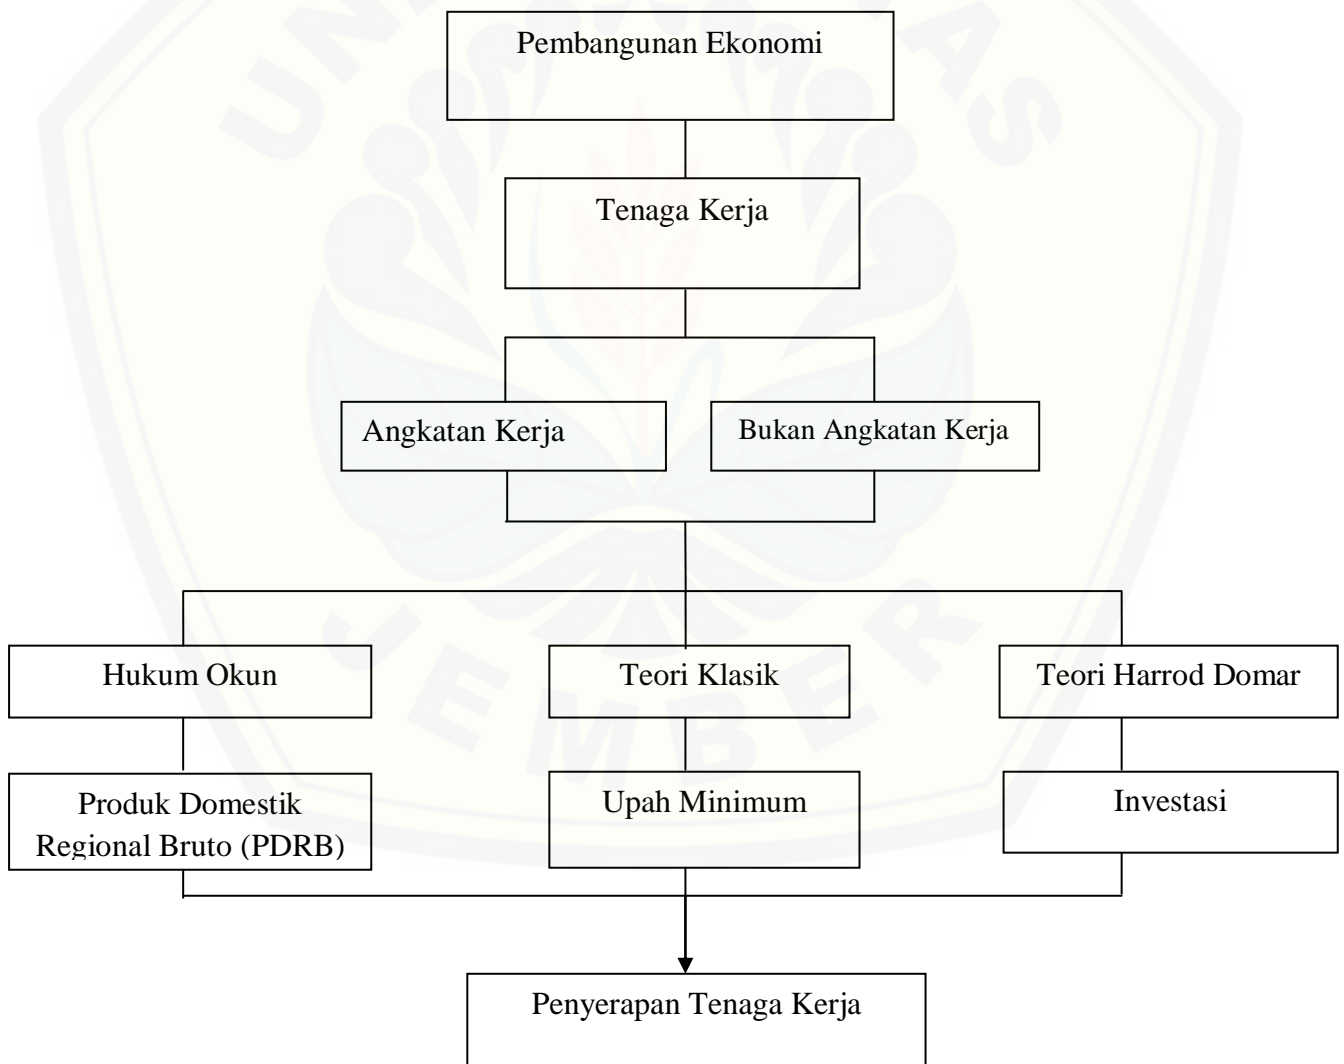 Pembangunan Ekonomi
Tenaga Kerja
Angkatan Kerja
Bukan Angkatan Kerja
Hukum Okun
Teori Klasik
Teori Harrod Domar
Produk Domestik
Regional Bruto (PDRB)
Upah Minimum
Investasi
Penyerapan Tenaga Kerja
JEMBER